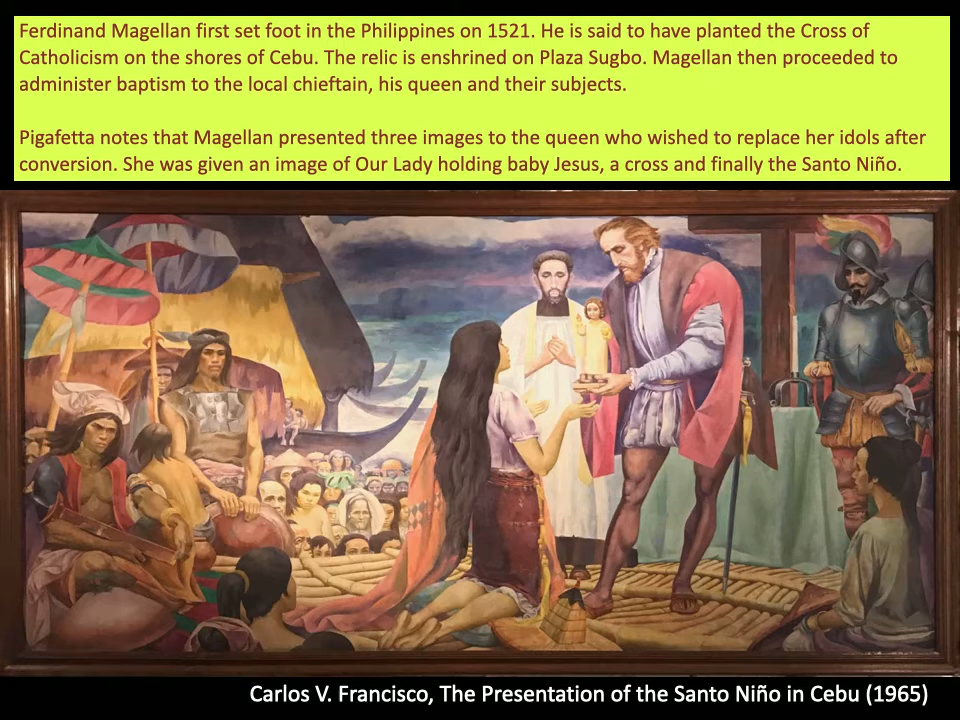 Ferdinand Magellan first set foot in the Philippines on 1521. He is said to have planted the Cross of
Catholicism on the shores of Cebu. The relic is enshrined on Plaza Sugbo. Magellan then proceeded to
administer baptism to the local chieftain, his queen and their subjects.
Pigafetta notes that Magellan presented three images to the queen who wished to replace her idols after
conversion. She was given an image of Our Lady holding baby Jesus, a cross and finally the Santo Niño.
Carlos V. Francisco, The Presentation of the Santo Niño in Cebu (1965)